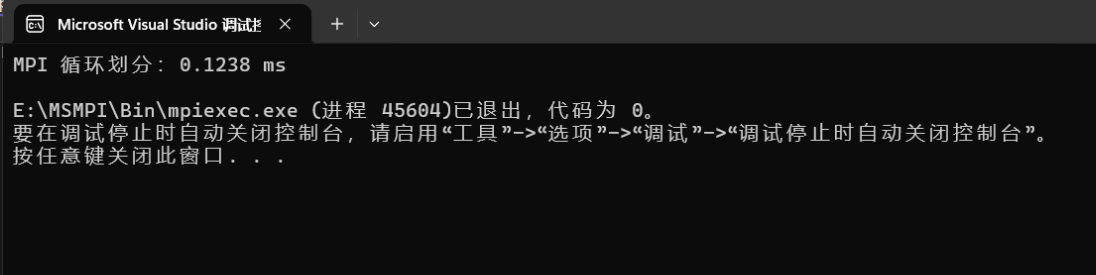 Microsoft Visual Studio 调试控
MPI 循环划分: 0.1238 ms
E:\MSMPI\Bin\mpiexec.exe (进程 45604)已退出，代码为 0。
要在调试停止时自动关闭控制台，请启用“工具”->“选项”->“调试”->“调试停止时自动关闭控制台”。
按任意键关闭此窗口. . .